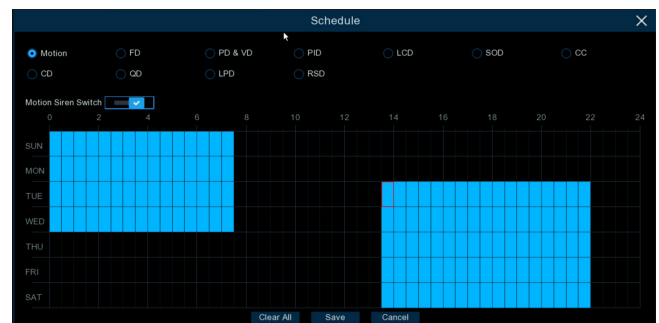 Schedule
Motion FD PD & VD PID LCD SOD CC
CD QD LPD RSD
Motion Siren Switch
0 2 4 6 8 10 12 14 16 18 20 22 24
SUN
MON
TUE
WED
THU
FRI
SAT
Clear All Save Cancel